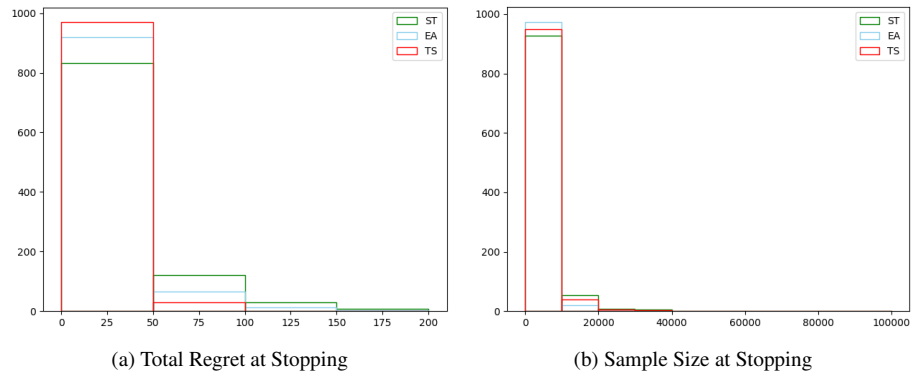 1000
800
600
400
200
0
ST
EA
TS
0 25 50 75 100 125 150 175 200
(a) Total Regret at Stopping
1000
800
600
400
200
0
ST
EA
TS
0 20000 40000 60000 80000 100000
(b) Sample Size at Stopping